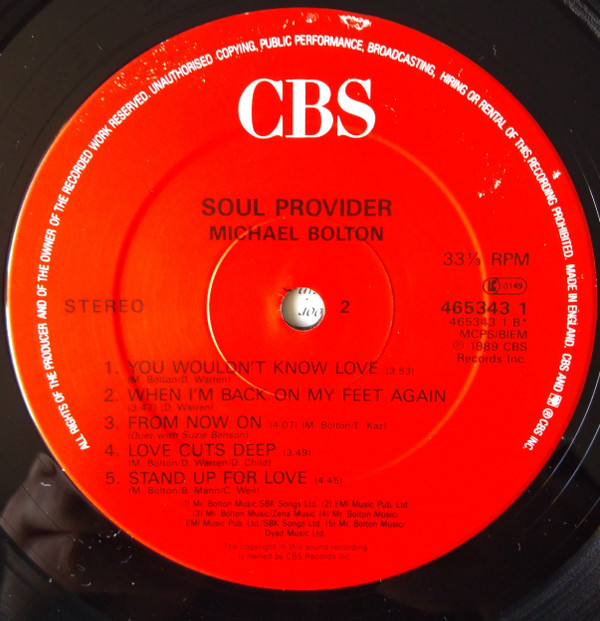 ALL RIGHTS OF THE PRODUCER AND OF THE OWNER OF THE RECORDED WORK RESERVED. UNAUTHORISED COPYING, PUBLIC PERFORMANCE, BROADCASTING, HIRING OR RENTAL OF THIS RECORDING PROHIBITED. MADE IN ENGLAND. CBS AND ® CBS INC.
CBS
SOUL PROVIDER
MICHAEL BOLTON
33⅓ RPM
0149
STEREO
2
465343 1
465343 1 B*
MCPS/BIEM
℗ 1989 CBS
Records Inc.
1. YOU WOULDN'T KNOW LOVE (3.53)
(M. Bolton/D. Warren)
2. WHEN I'M BACK ON MY FEET AGAIN
(3.47) (D. Warren)
3. FROM NOW ON (4.07) (M. Bolton/E. Kaz)
(Duet with Suzie Benson)
4. LOVE CUTS DEEP (3.49)
(M. Bolton/D. Warren/D. Child)
5. STAND UP FOR LOVE (4.45)
(M. Bolton/B. Mann/C. Weil)
(1) Mr. Bolton Music/SBK Songs Ltd. (2) EMI Music Pub. Ltd.
(3) Mr. Bolton Music/Zena Music (4) Mr. Bolton Music/
EMI Music Pub. Ltd./SBK Songs Ltd. (5) Mr. Bolton Music/
Dyad Music Ltd.
The copyright in this sound recording
is owned by CBS Records Inc.